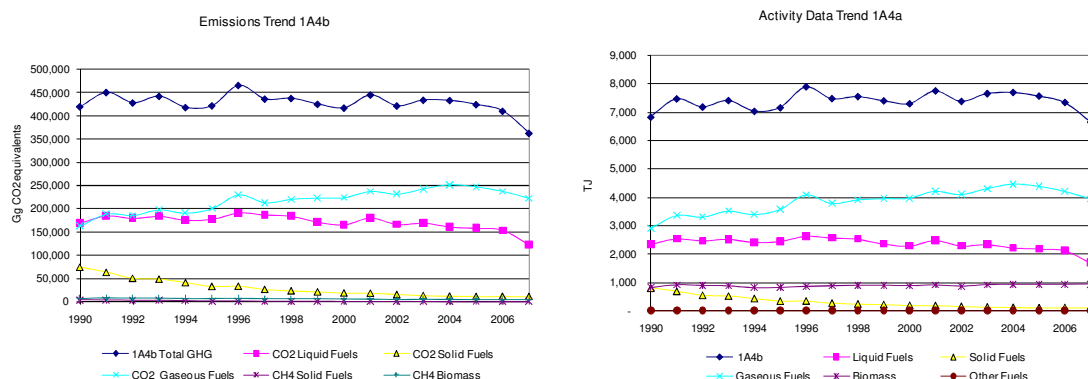 Emissions Trend 1A4b
500,000
450,000
400,000
350,000
300,000
250,000
200,000
150,000
100,000
50,000
0
Gg CO2 equivalents
1990 1992 1994 1996 1998 2000 2002 2004 2006
1A4b Total GHG CO2 Liquid Fuels CO2 Solid Fuels
CO2 Gaseous Fuels CH4 Solid Fuels CH4 Biomass
Activity Data Trend 1A4a
9,000
8,000
7,000
6,000
5,000
4,000
3,000
2,000
1,000
-
TJ
1990 1992 1994 1996 1998 2000 2002 2004 2006
1A4b Liquid Fuels Solid Fuels
Gaseous Fuels Biomass Other Fuels